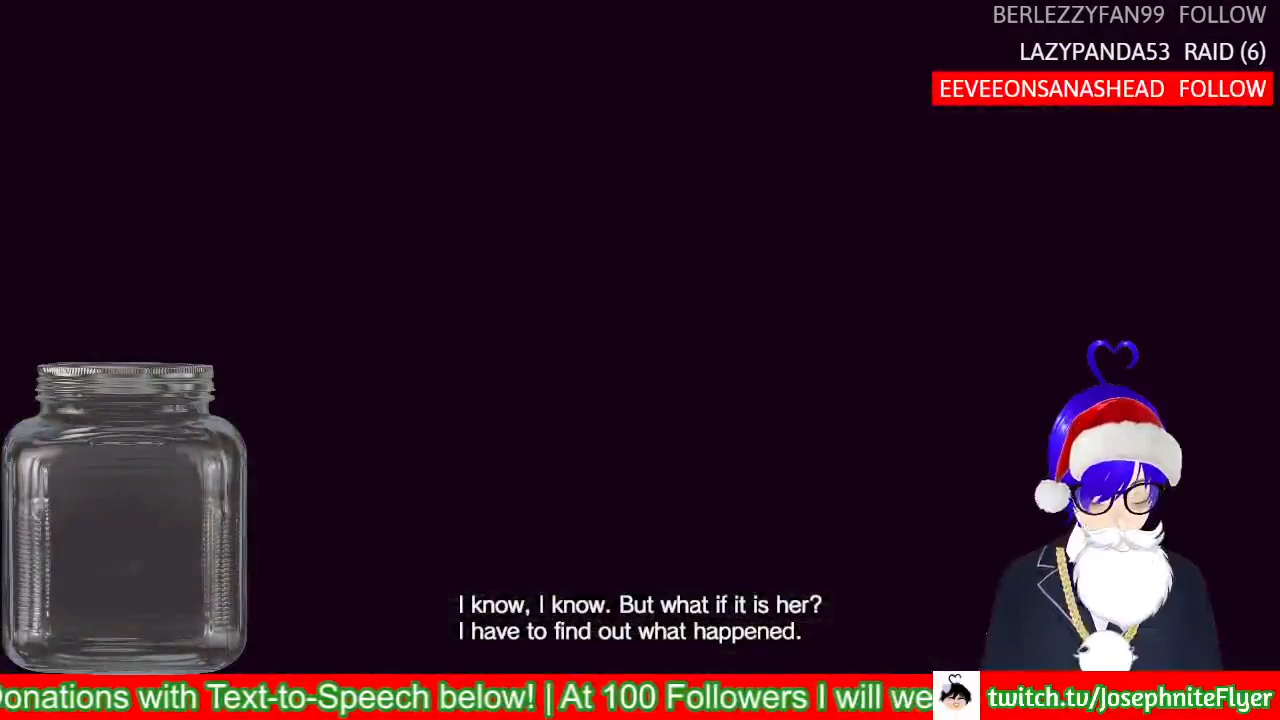 BERLEZZYFAN99 FOLLOW
LAZYPANDA53 RAID (6)
EEVEEONSANASHEAD FOLLOW
I know, I know. But what if it is her?
I have to find out what happened.
Donations with Text-to-Speech below! | At 100 Followers I will we
twitch.tv/JosephniteFlyer